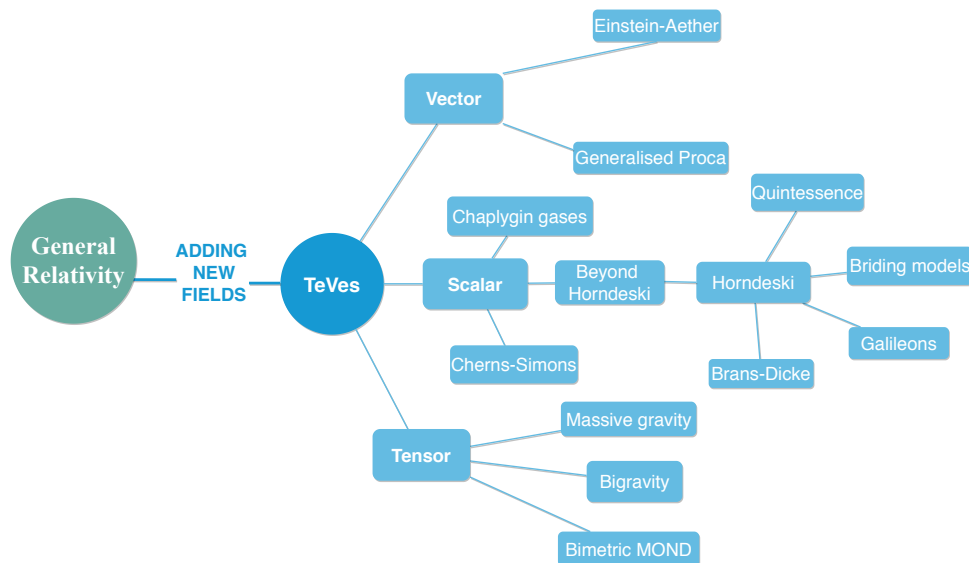 Einstein-Aether
Vector
Generalised Proca
Quintessence
Chaplygin gases
General
Relativity
ADDING
NEW
FIELDS
TeVes
Scalar
Beyond
Horndeski
Horndeski
Briding models
Galileons
Cherns-Simons
Brans-Dicke
Massive gravity
Tensor
Bigravity
Bimetric MOND